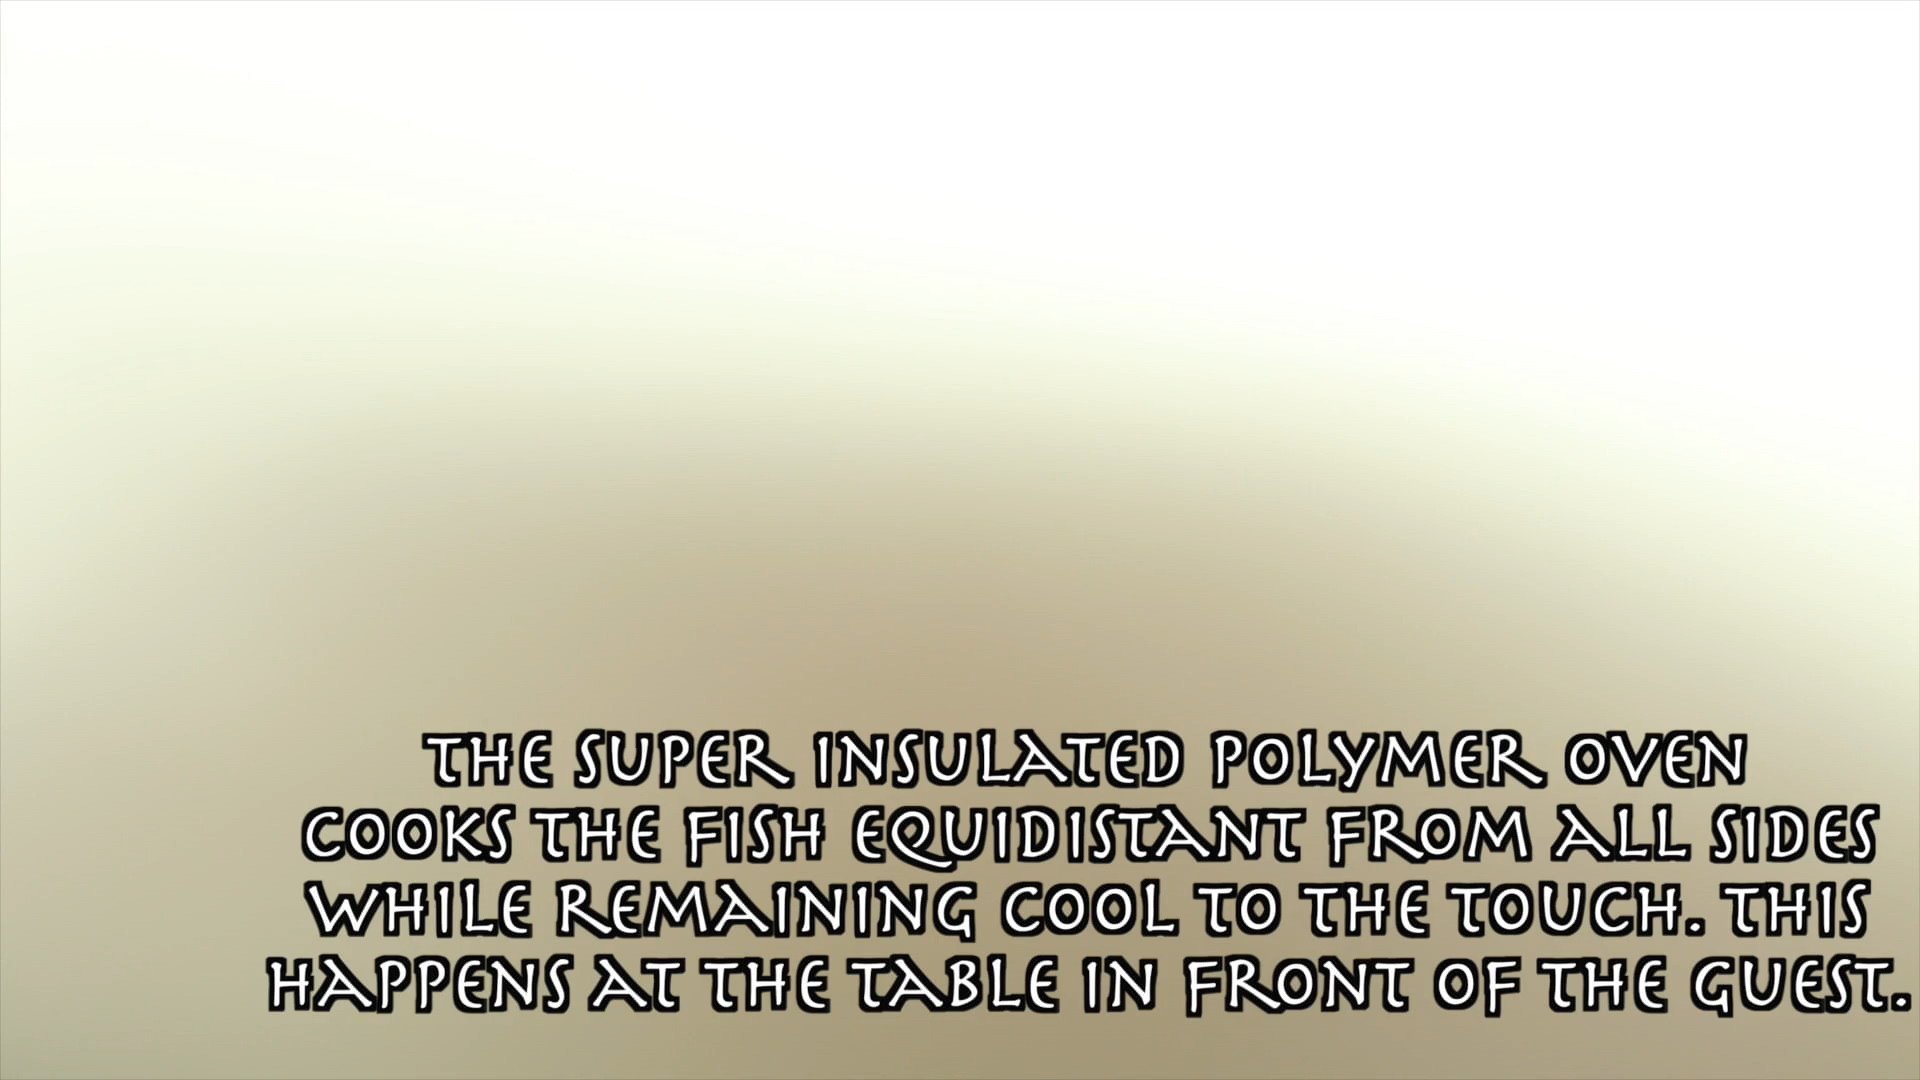 THE SUPER INSULATED POLYMER OVEN
COOKS THE FISH EQUIDISTANT FROM ALL SIDES
WHILE REMAINING COOL TO THE TOUCH. THIS
HAPPENS AT THE TABLE IN FRONT OF THE GUEST.